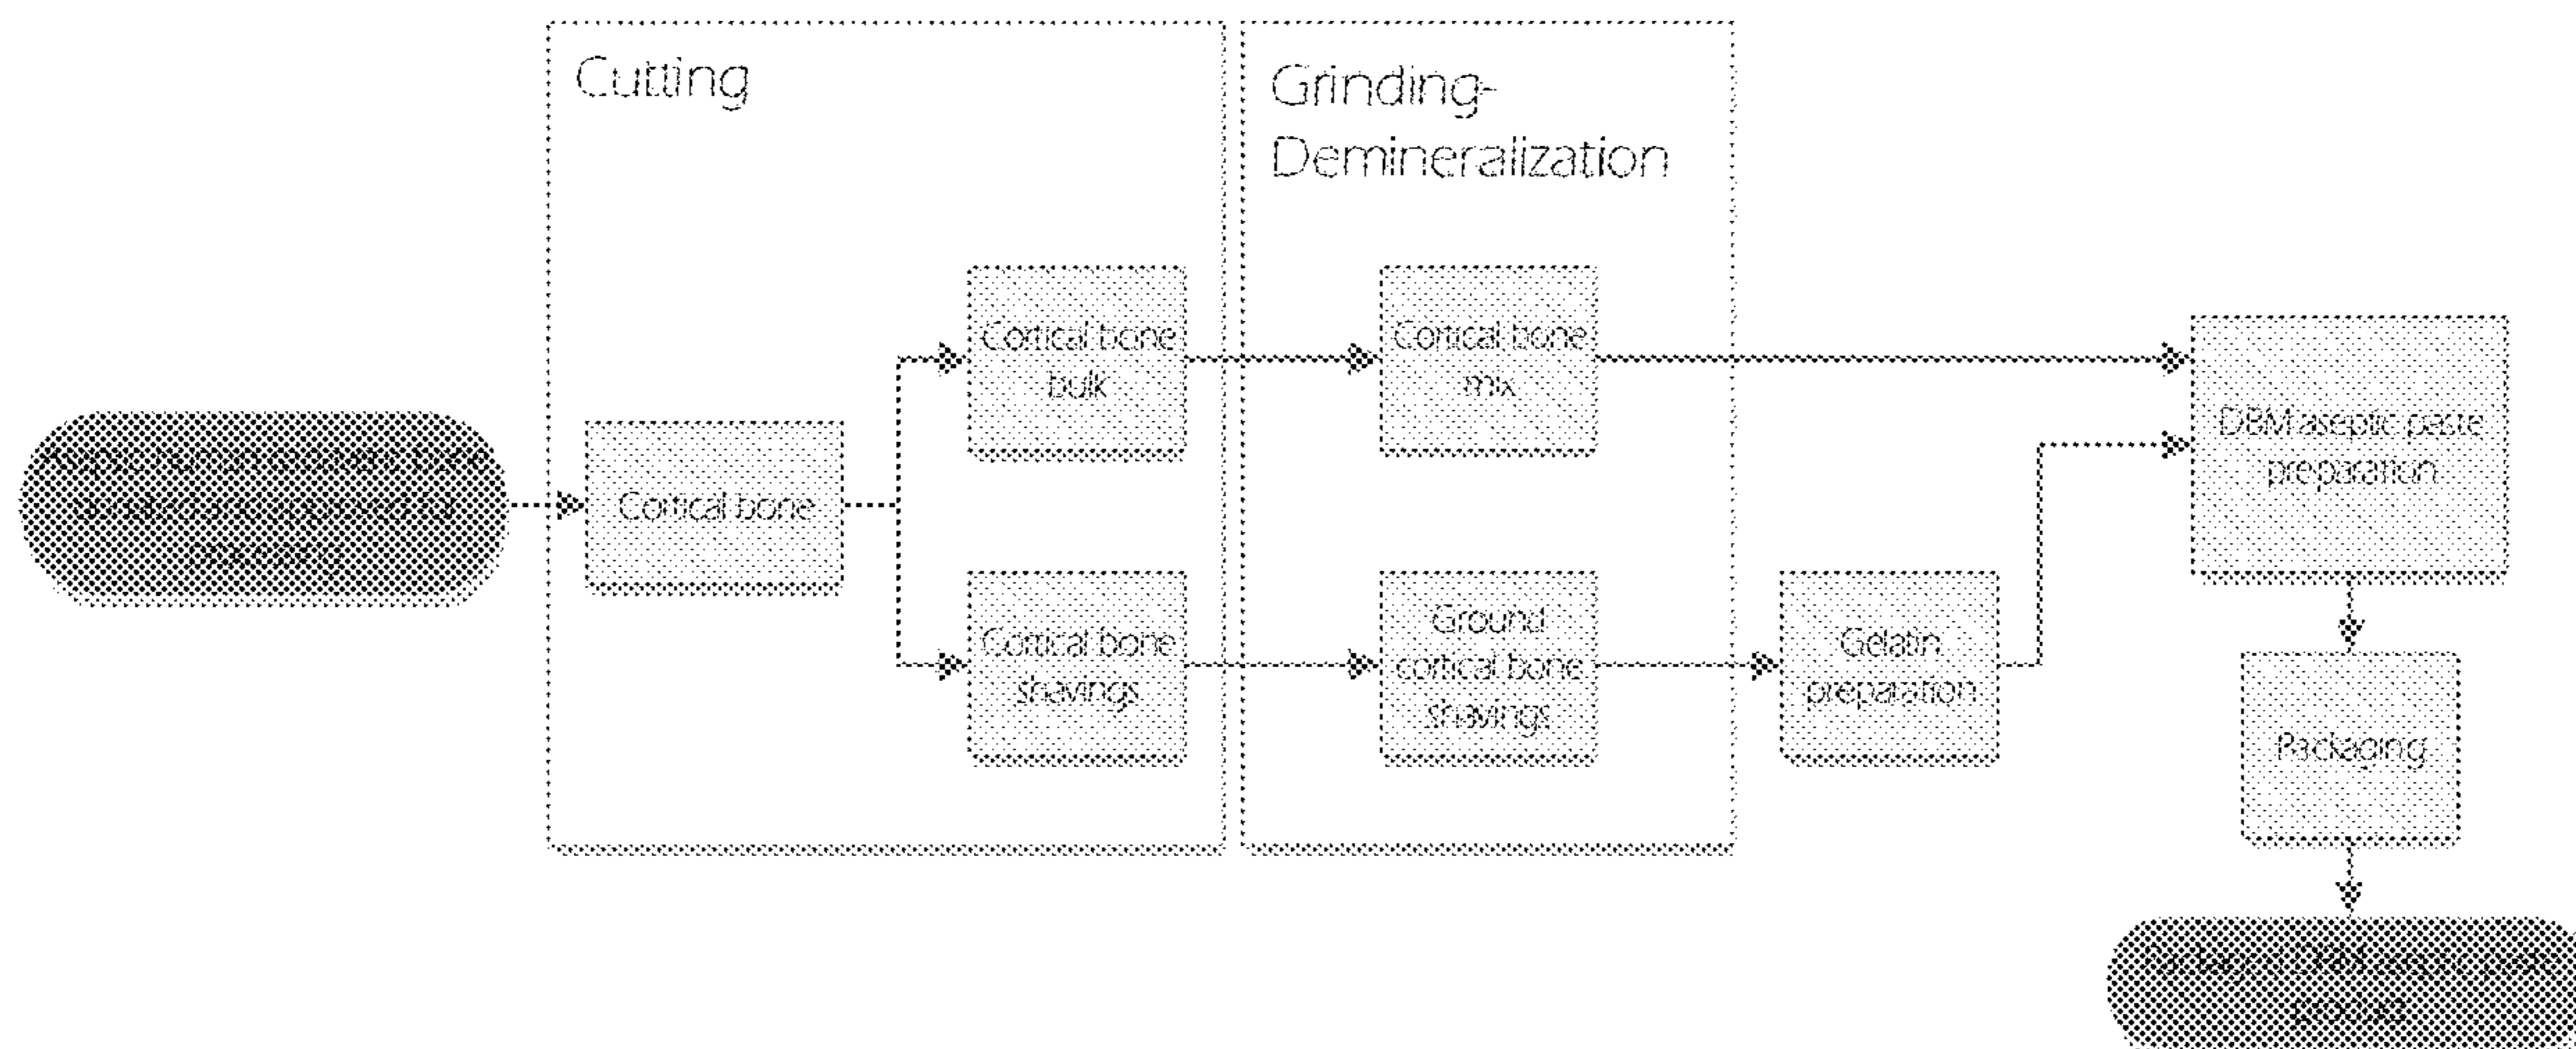 Cutting
Grinding-
Demineralization
Cortical bone
bulk
Cortical bone
mix
DBM aseptic paste
preparation
Cortical bone
Cortical bone
shavings
Ground
cortical bone
shavings
Gelatin
preparation
Packaging
product